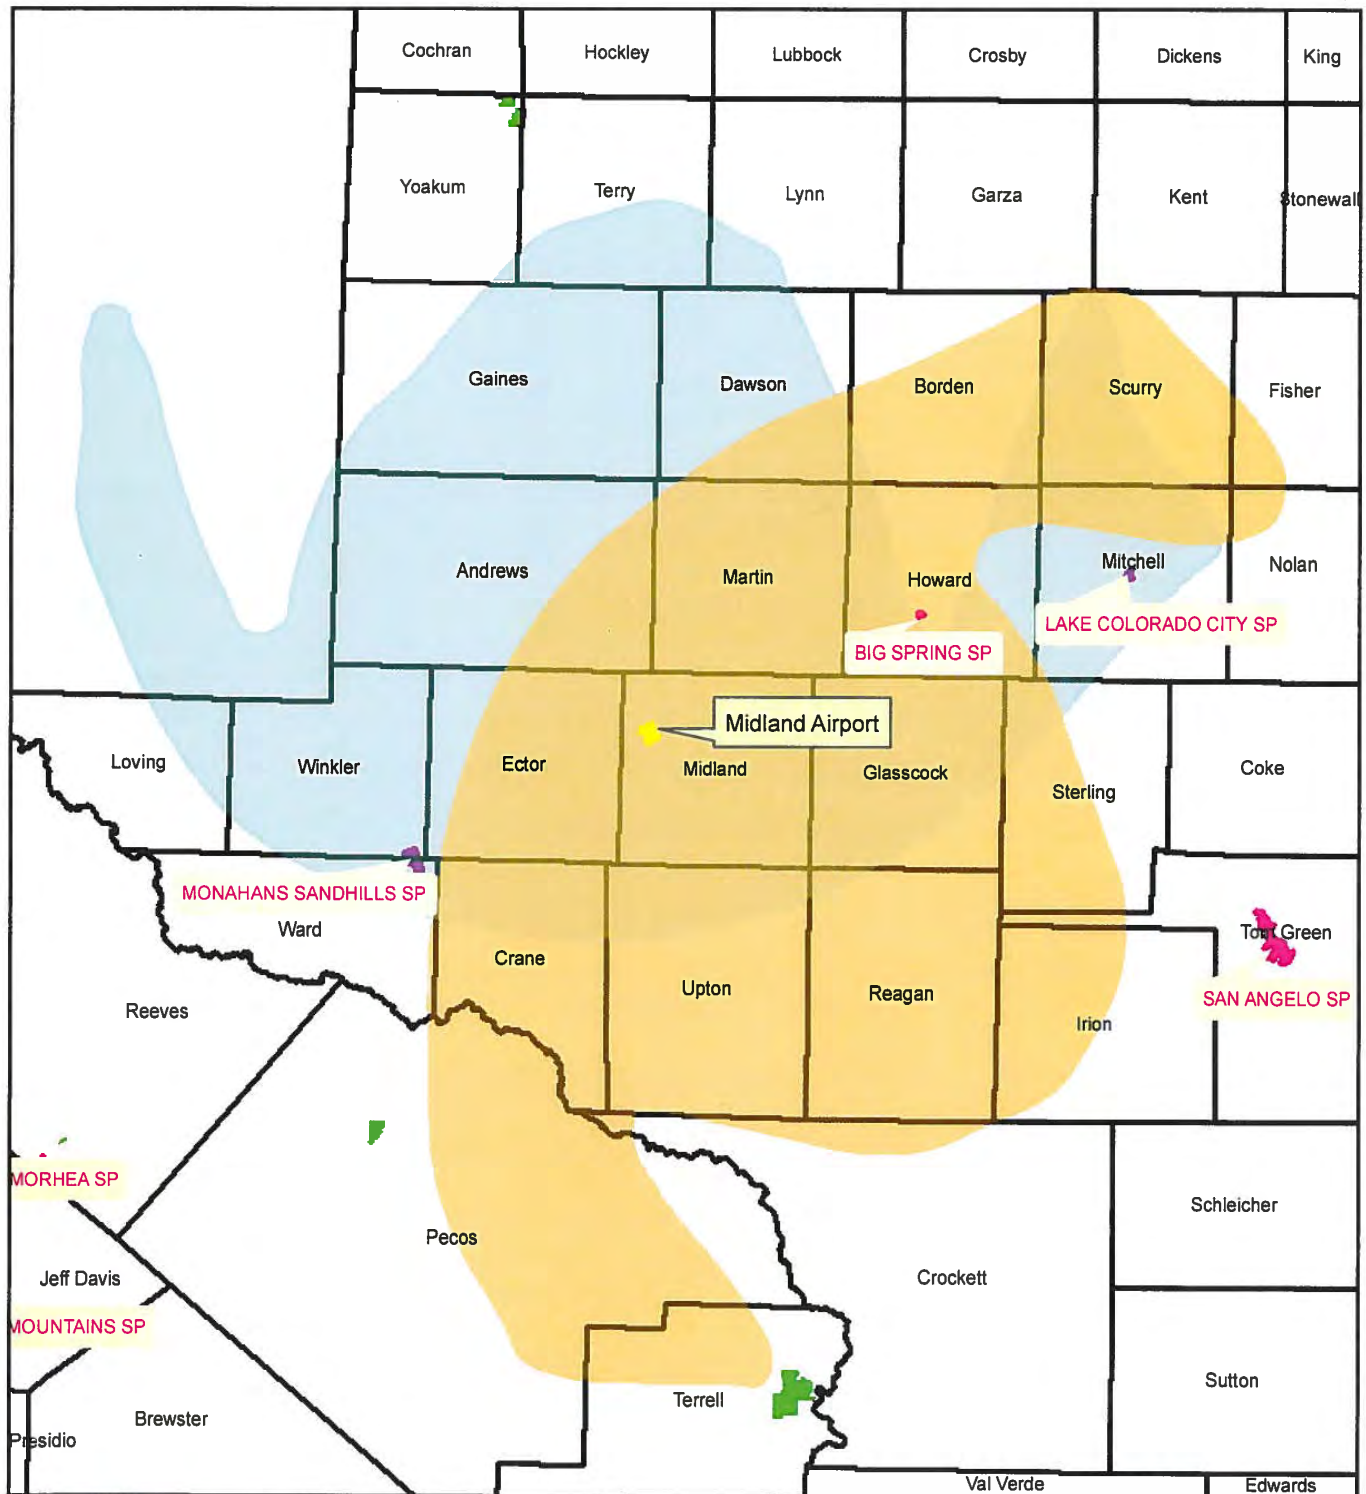 Cochran
Hockley
Lubbock
Crosby
Dickens
King
Yoakum
Terry
Lynn
Garza
Kent
Stonewall
Gaines
Dawson
Borden
Scurry
Fisher
Andrews
Martin
Howard
Mitchell
Nolan
LAKE COLORADO CITY SP
BIG SPRING SP
Midland Airport
Loving
Winkler
Ector
Midland
Glasscock
Sterling
Coke
MONAHANS SANDHILLS SP
Ward
Tom Green
Crane
Upton
Reagan
SAN ANGELO SP
Reeves
Irion
MORHEA SP
Pecos
Schleicher
Jeff Davis
Crockett
MOUNTAINS SP
Terrell
Sutton
Brewster
Presidio
Val Verde
Edwards